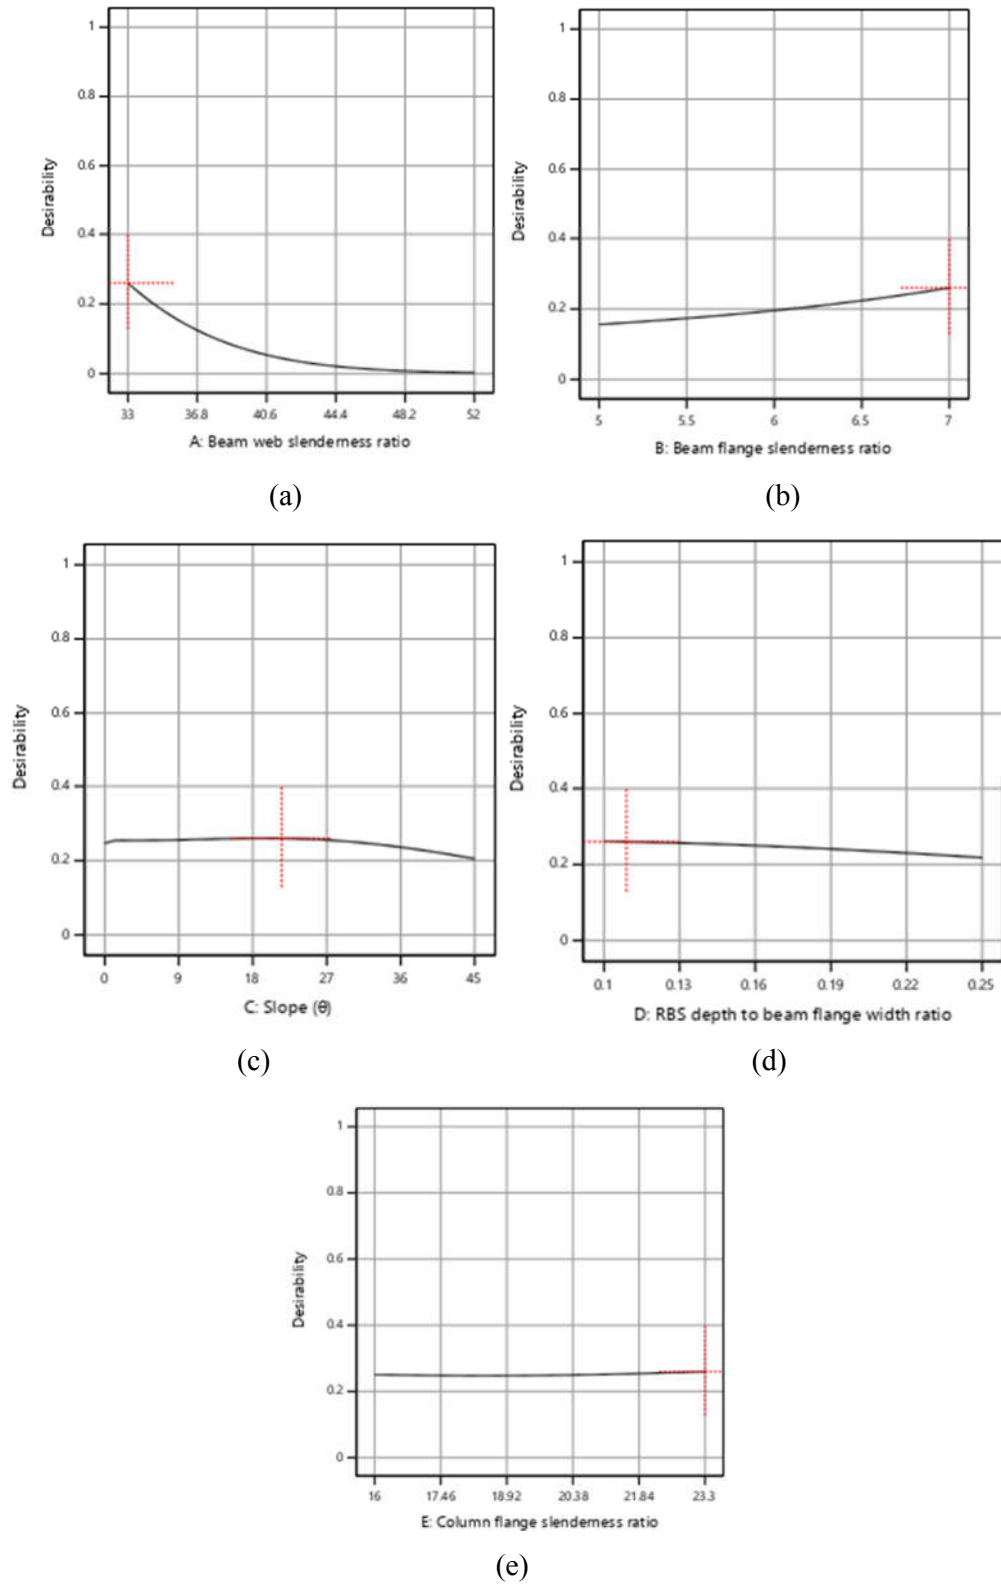 1
0.8
0.6
0.4
0.2
0
Desirability
33 36.8 40.6 44.4 48.2 52
A: Beam web slenderness ratio
(a)
1
0.8
0.6
0.4
0.2
0
Desirability
5 5.5 6 6.5 7
B: Beam flange slenderness ratio
(b)
1
0.8
0.6
0.4
0.2
0
Desirability
0 9 18 27 36 45
C: Slope (θ)
(c)
1
0.8
0.6
0.4
0.2
0
Desirability
0.1 0.13 0.16 0.19 0.22 0.25
D: RBS depth to beam flange width ratio
(d)
1
0.8
0.6
0.4
0.2
0
Desirability
16 17.46 18.92 20.38 21.84 23.3
E: Column flange slenderness ratio
(e)